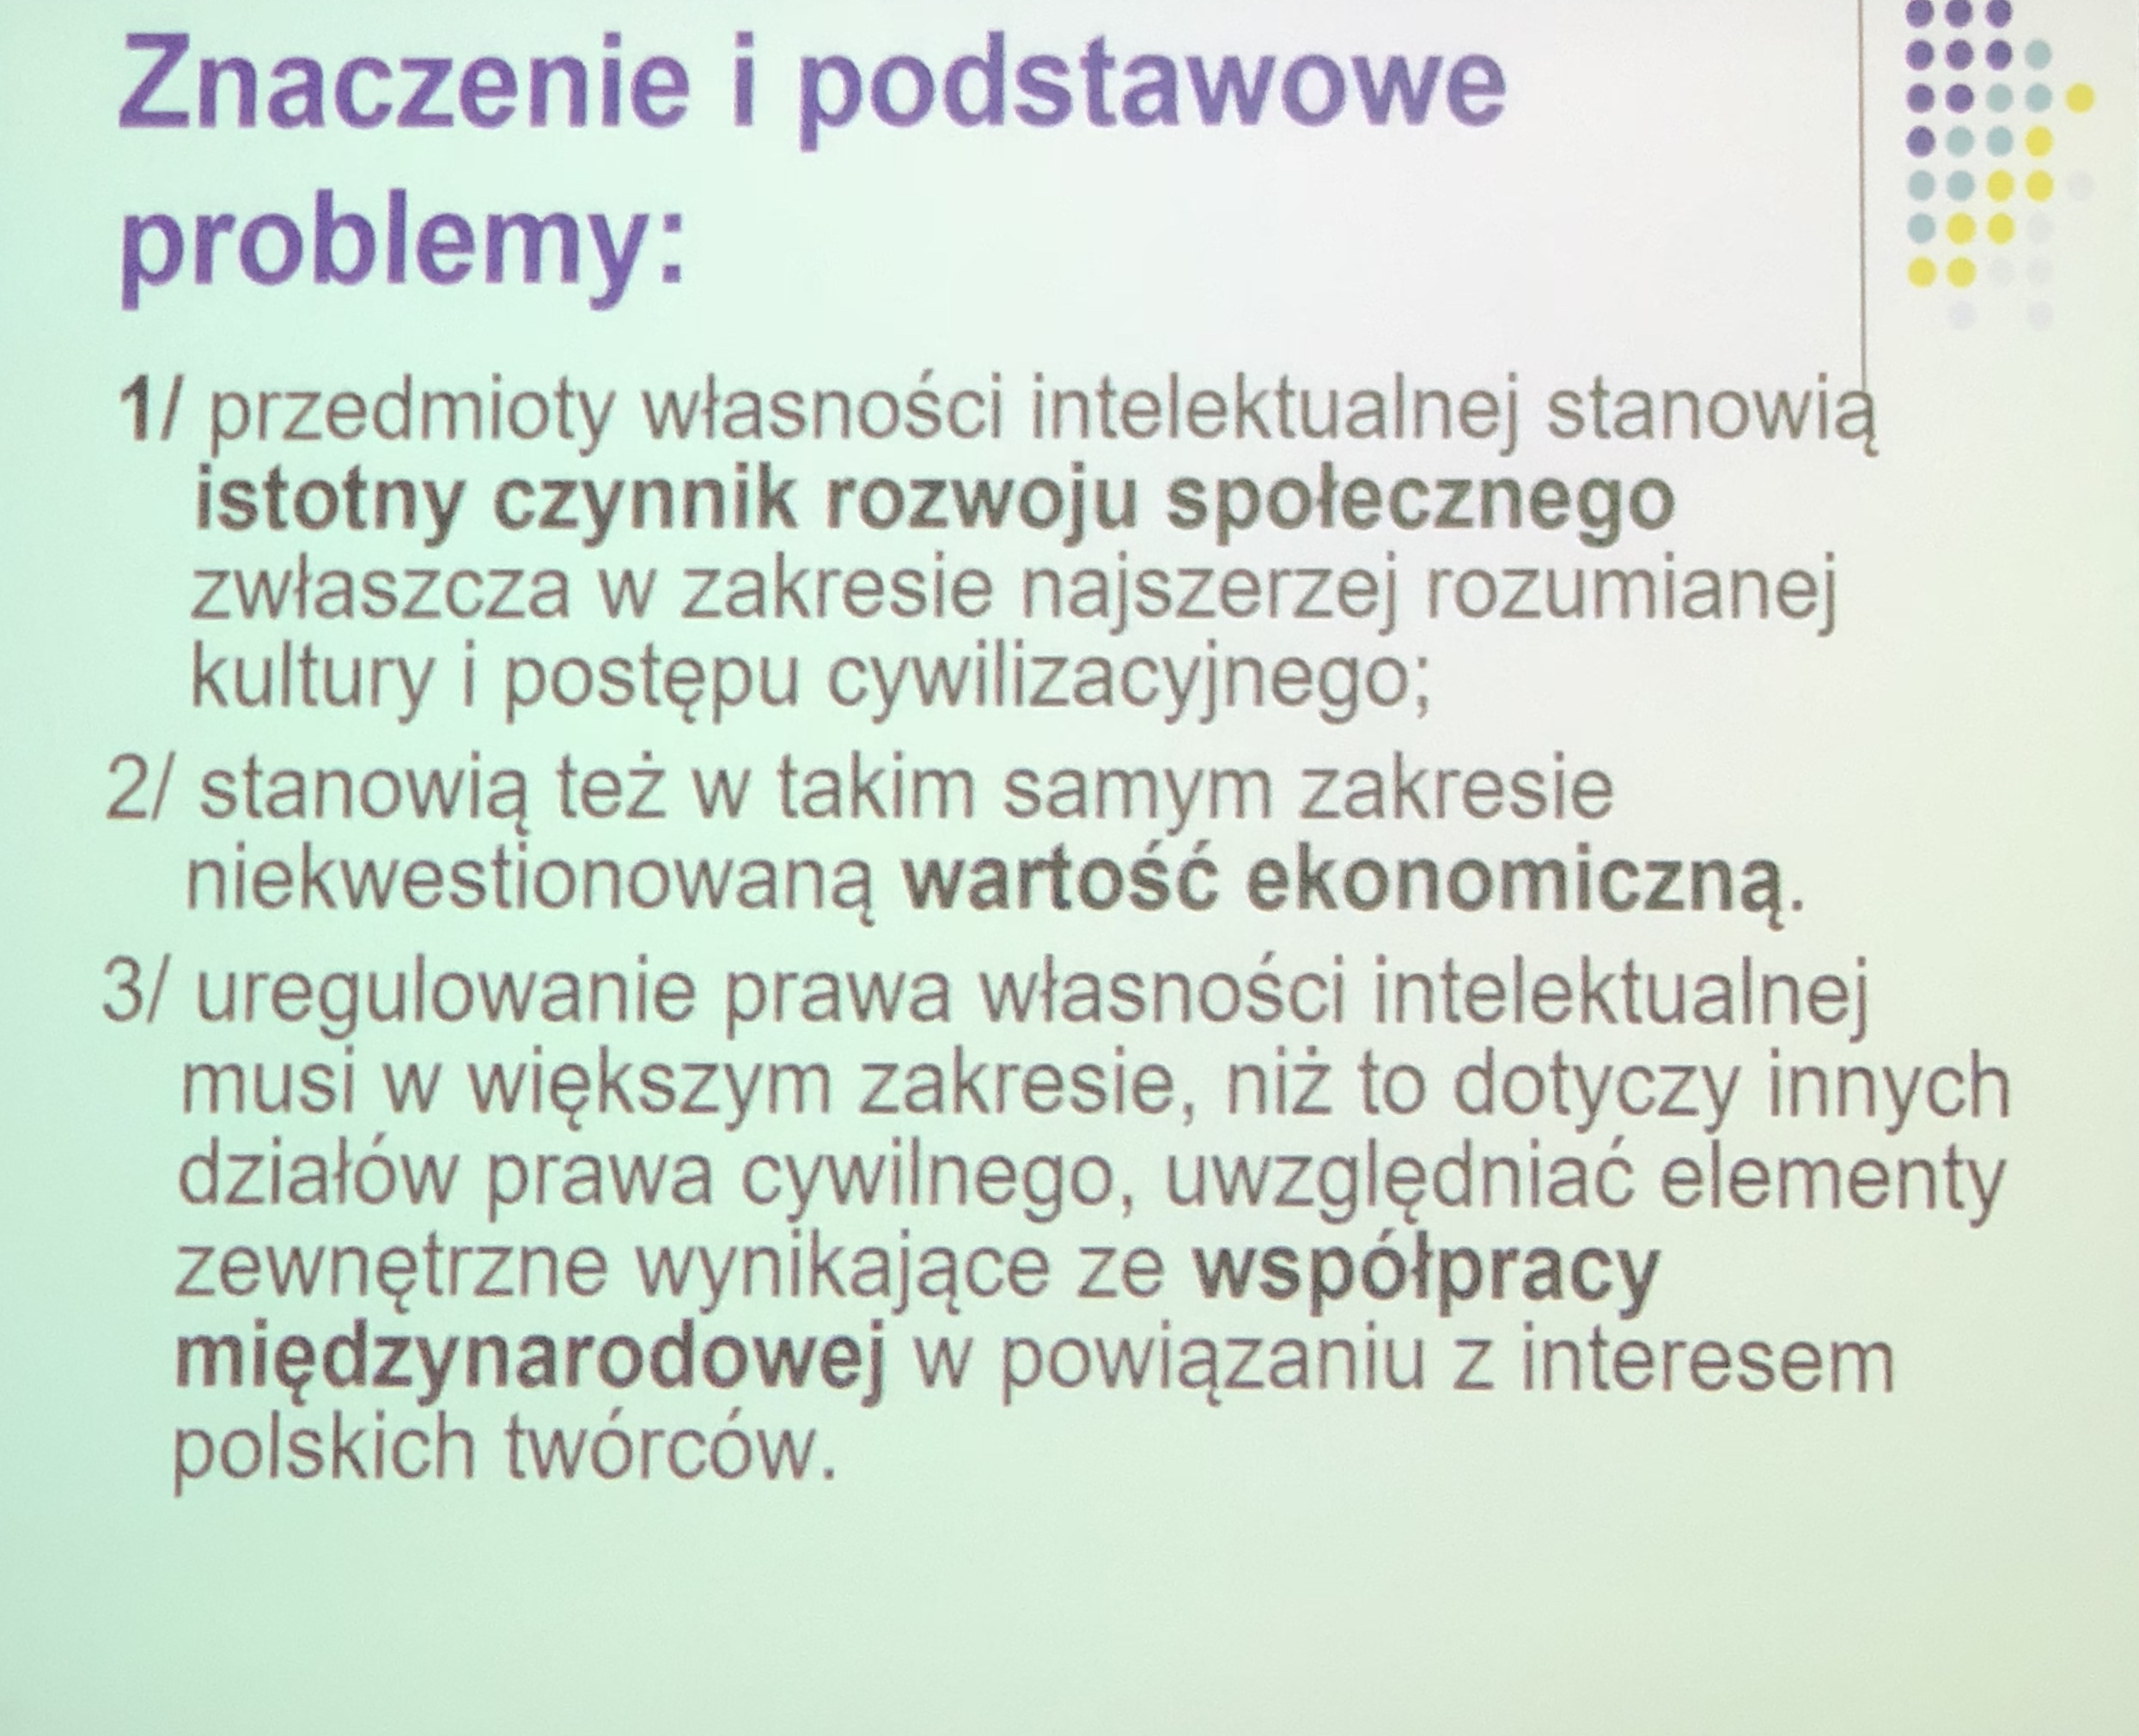 Znaczenie i podstawowe
problemy:
1/ przedmioty własności intelektualnej stanowią
istotny czynnik rozwoju społecznego
zwłaszcza w zakresie najszerzej rozumianej
kultury i postępu cywilizacyjnego;
2/ stanowią też w takim samym zakresie
niekwestionowaną wartość ekonomiczną.
3/ uregulowanie prawa własności intelektualnej
musi w większym zakresie, niż to dotyczy innych
działów prawa cywilnego, uwzględniać elementy
zewnętrzne wynikające ze współpracy
międzynarodowej w powiązaniu z interesem
polskich twórców.